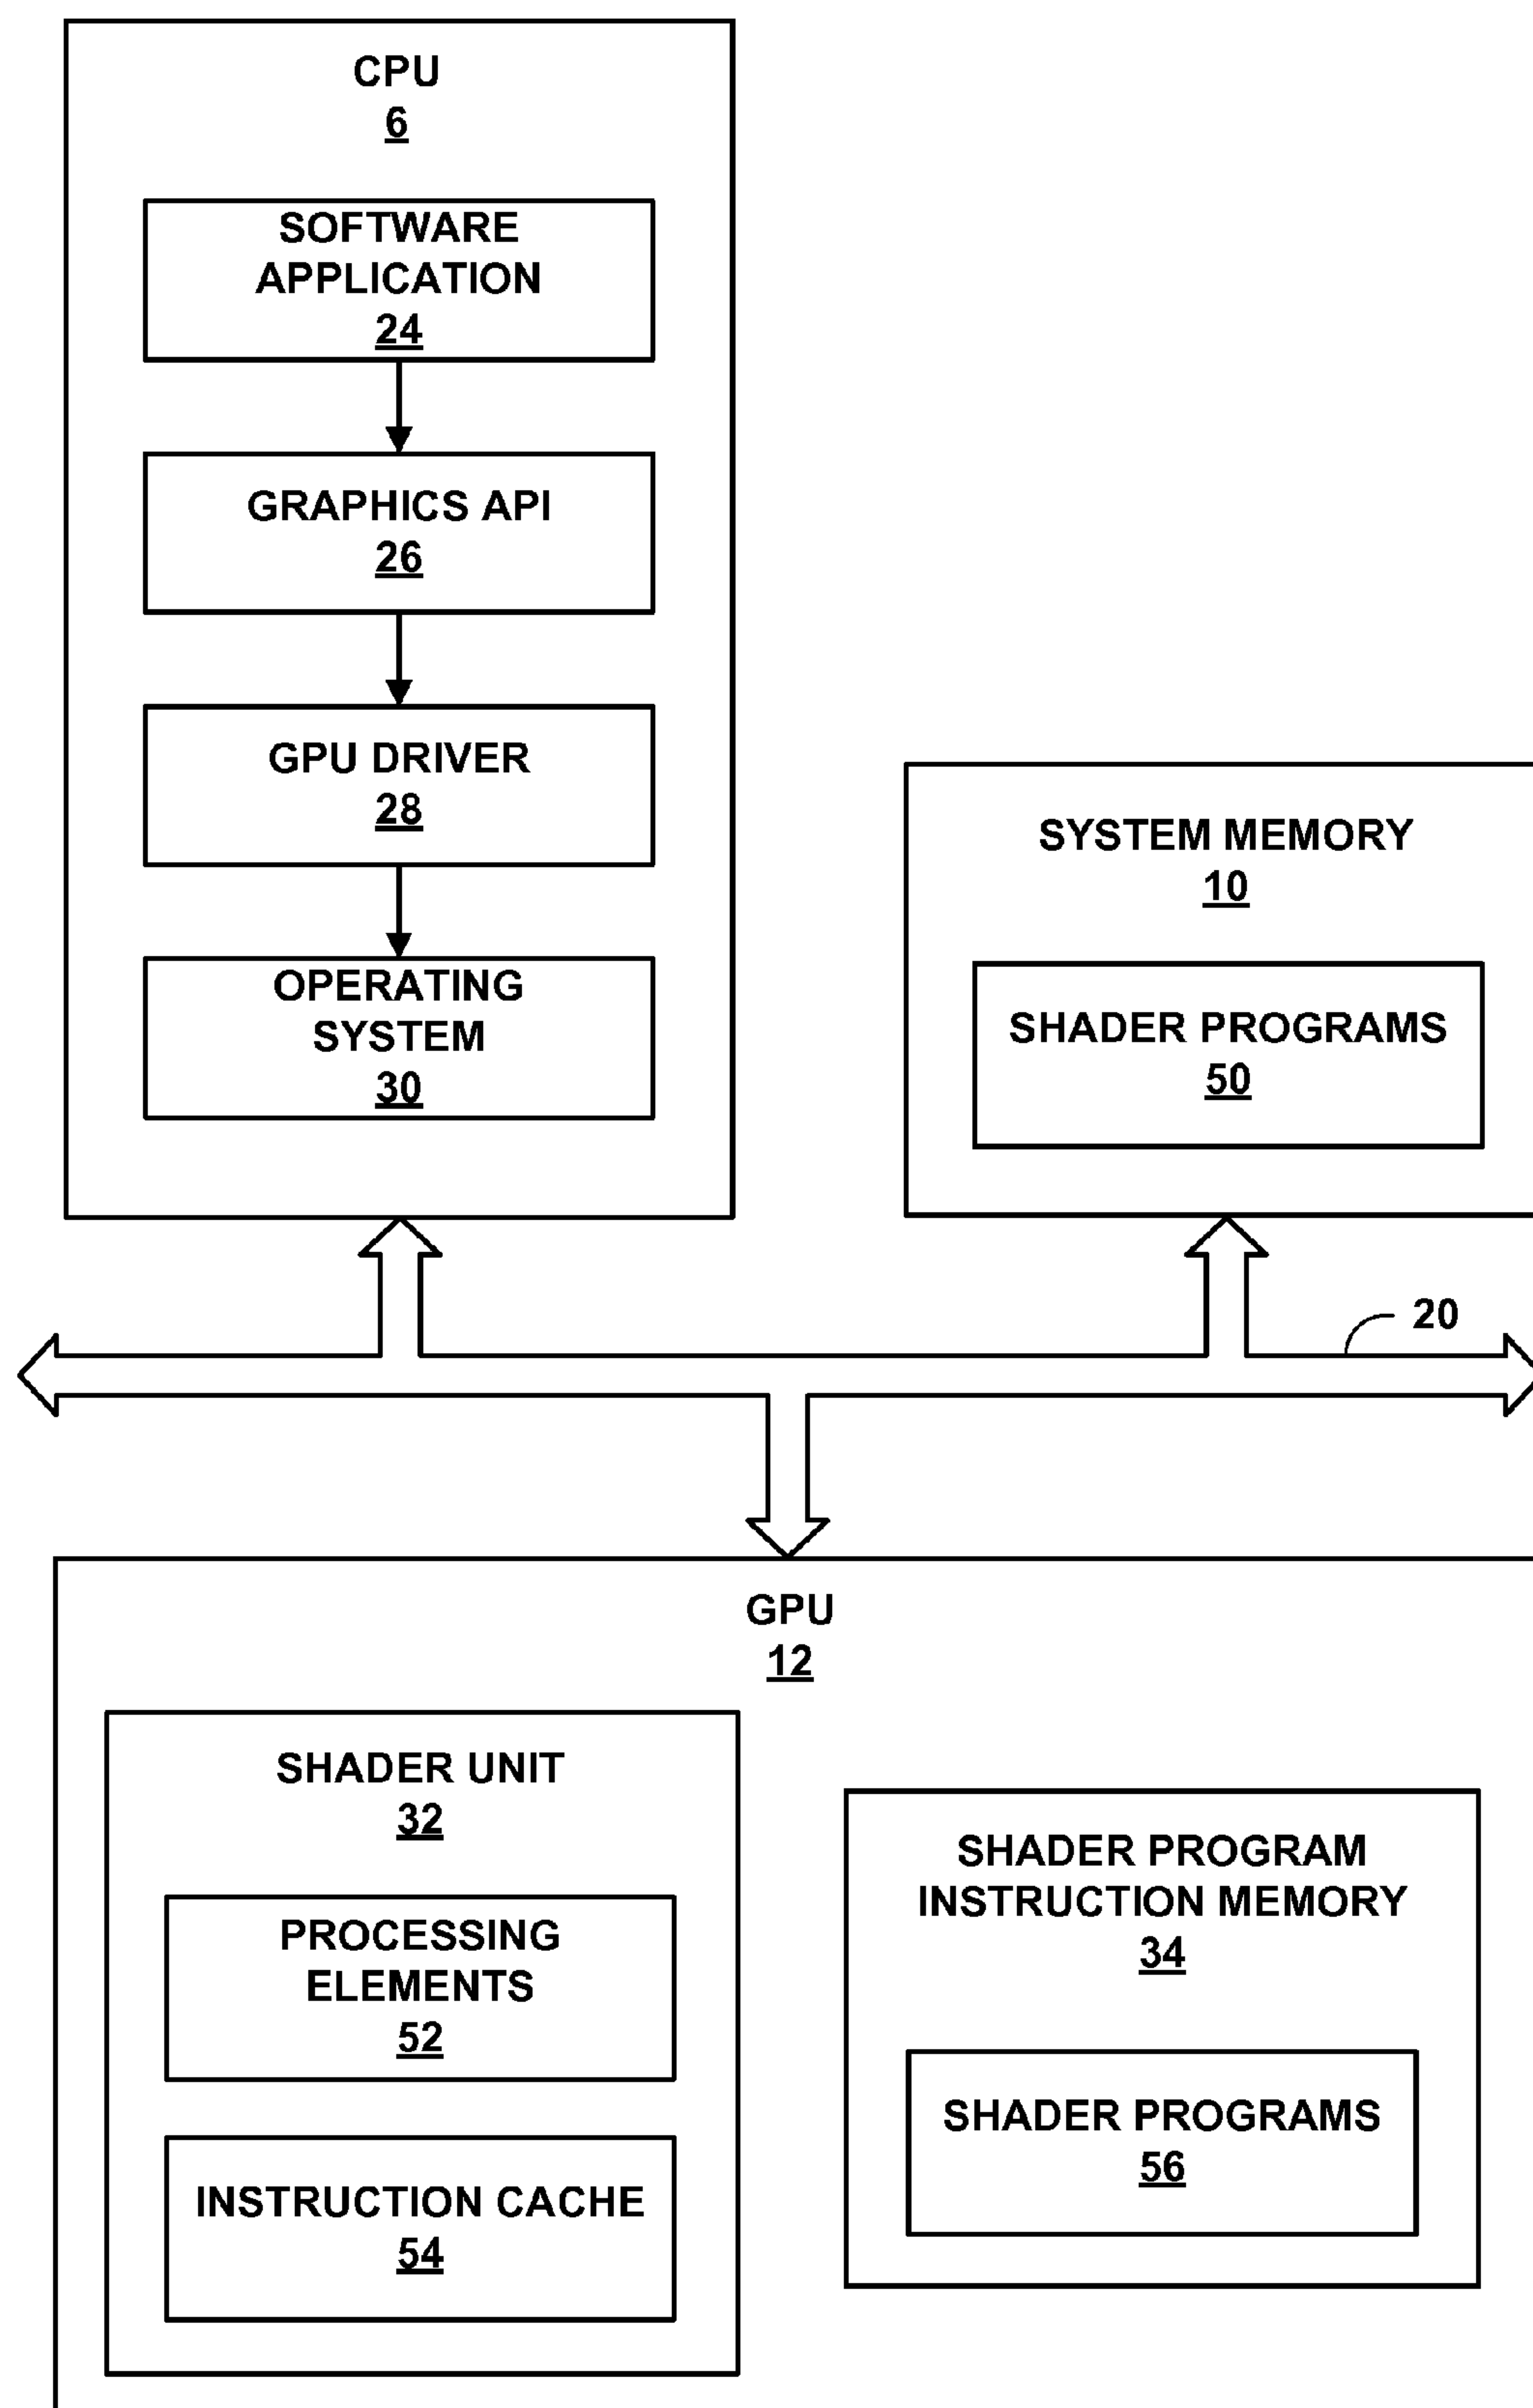 CPU
6
SOFTWARE
APPLICATION
24
GRAPHICS API
26
GPU DRIVER
28
OPERATING
SYSTEM
30
SYSTEM MEMORY
10
SHADER PROGRAMS
50
20
GPU
12
SHADER UNIT
32
PROCESSING
ELEMENTS
52
INSTRUCTION CACHE
54
SHADER PROGRAM
INSTRUCTION MEMORY
34
SHADER PROGRAMS
56